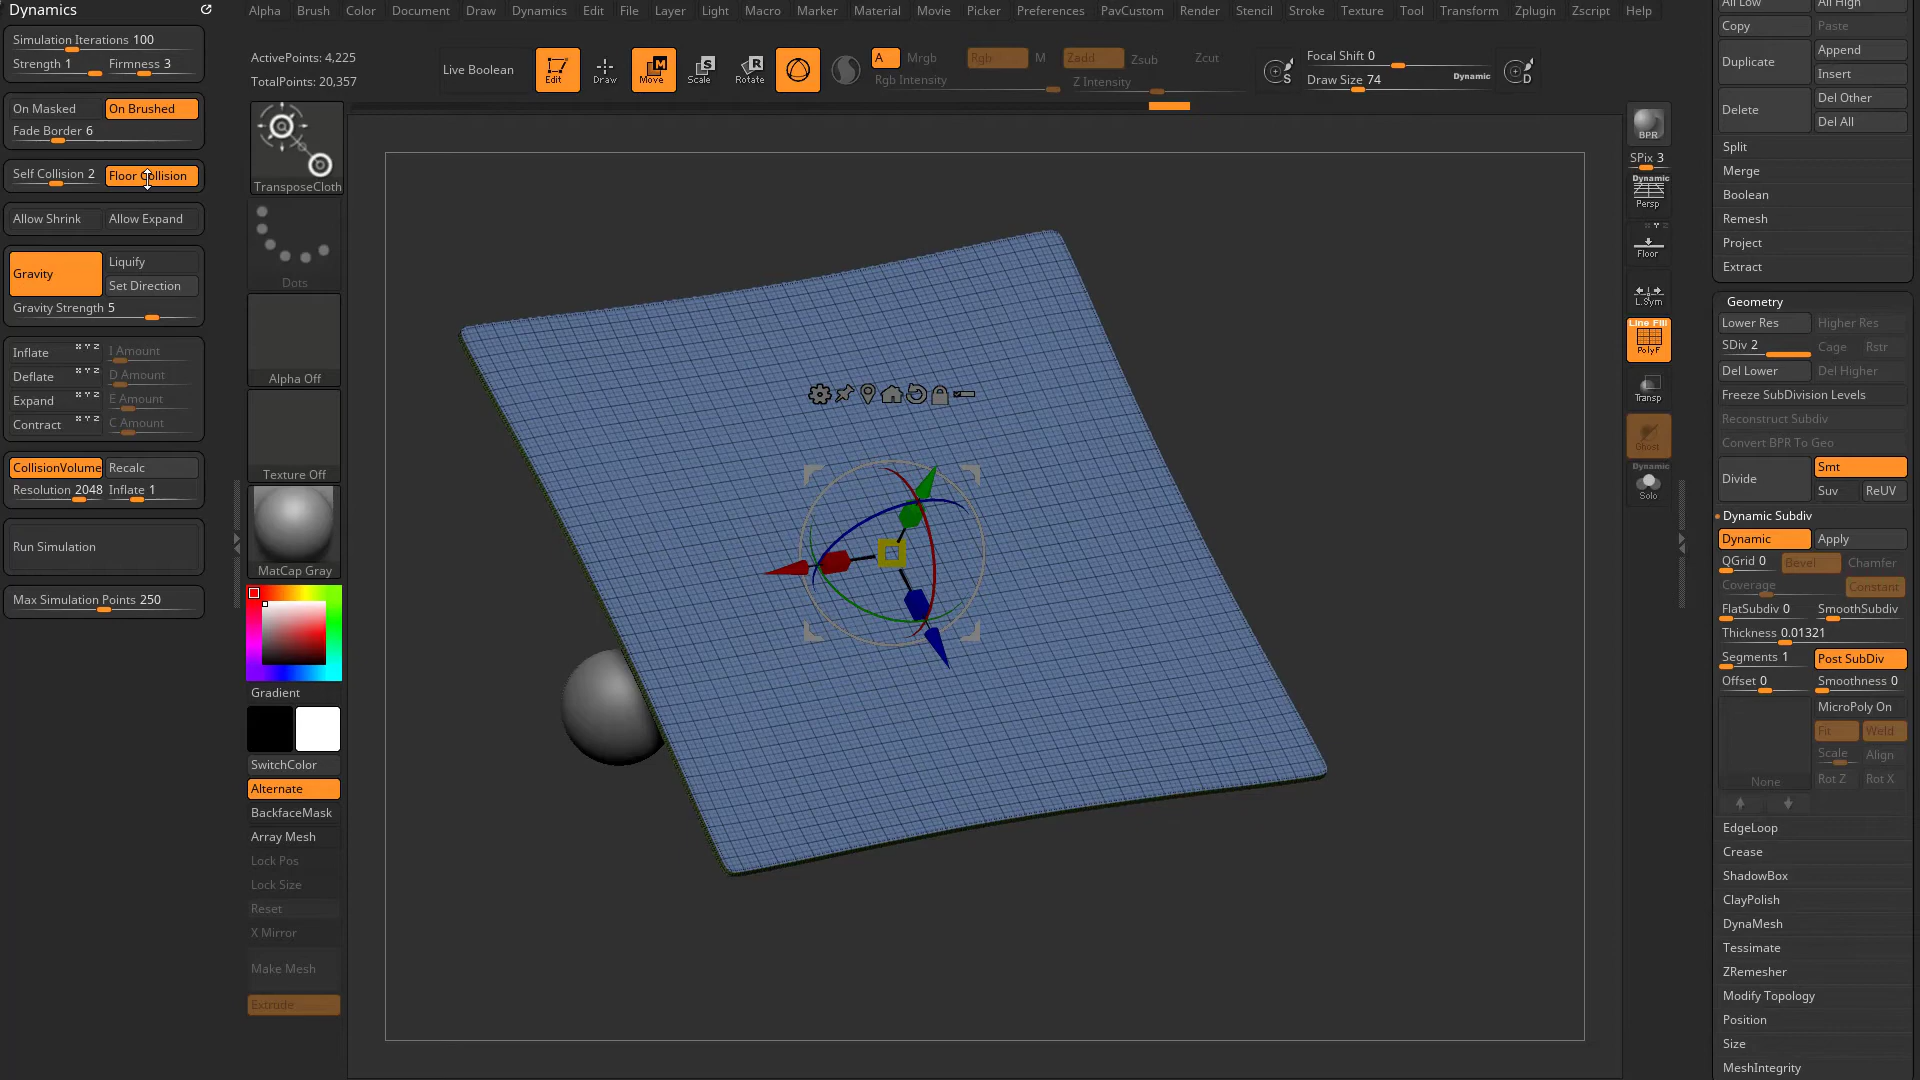 Dynamics
Simulation Iterations 100
Strength 1 Firmness 3
On Masked On Brushed
Fade Border 6
Self Collision 2 Floor Collision
Allow Shrink Allow Expand
Gravity Liquify
Set Direction
Gravity Strength 5
Inflate x Y Z I Amount
Deflate x Y Z D Amount
Expand x Y Z E Amount
Contract x Y Z C Amount
CollisionVolume Recalc
Resolution 2048 Inflate 1
Run Simulation
Max Simulation Points 250
Alpha Brush Color Document Draw Dynamics Edit File Layer Light Macro Marker Material Movie Picker Preferences PavCustom Render Stencil Stroke Texture Tool Transform Zplugin Zscript Help
ActivePoints: 4,225
TotalPoints: 20,357
Live Boolean
Edit Draw Move Scale Rotate
A Mrgb Rgb M Zadd Zsub Zcut
Rgb Intensity Z Intensity
Focal Shift 0
Draw Size 74 Dynamic
S D
TransposeCloth
Dots
Alpha Off
Texture Off
MatCap Gray
Gradient
SwitchColor
Alternate
BackfaceMask
Array Mesh
Lock Pos
Lock Size
Reset
X Mirror
Make Mesh
Extrude
BPR
SPix 3
Dynamic
Persp
Floor
L.Sym
Line Fill
PolyF
Transp
Ghost
Dynamic
Solo
All Low All High
Copy Paste
Duplicate Append
Insert
Delete Del Other
Del All
Split
Merge
Boolean
Remesh
Project
Extract
Geometry
Lower Res Higher Res
SDiv 2 Cage Rstr
Del Lower Del Higher
Freeze SubDivision Levels
Reconstruct Subdiv
Convert BPR To Geo
Divide Smt
Suv ReUV
Dynamic Subdiv
Dynamic Apply
QGrid 0 Bevel Chamfer
Coverage Constant
FlatSubdiv 0 SmoothSubdiv
Thickness 0.01321
Segments 1 Post SubDiv
Offset 0 Smoothness 0
MicroPoly On
Fit Weld
Scale Align
None Rot Z Rot X
EdgeLoop
Crease
ShadowBox
ClayPolish
DynaMesh
Tessimate
ZRemesher
Modify Topology
Position
Size
MeshIntegrity